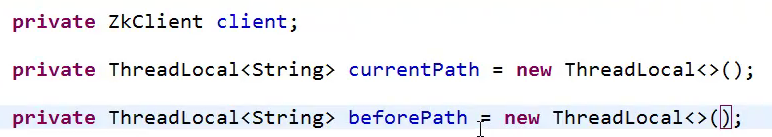 private ZkClient client;
private ThreadLocal<String> currentPath = new ThreadLocal<>();
private ThreadLocal<String> beforePath = new ThreadLocal<>();